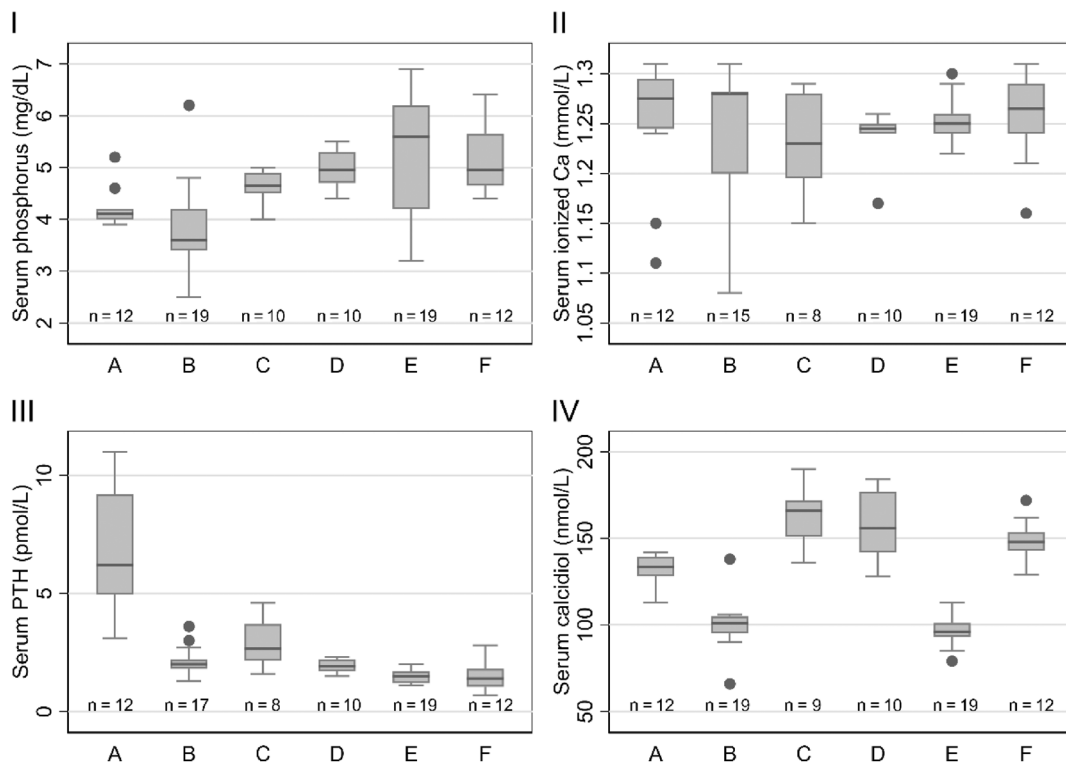 I
Serum phosphorus (mg/dL)
7
6
5
4
3
2
n = 12 n = 19 n = 10 n = 10 n = 19 n = 12
A B C D E F
II
Serum ionized Ca (mmol/L)
1.3
1.25
1.2
1.15
1.1
1.05
n = 12 n = 15 n = 8 n = 10 n = 19 n = 12
A B C D E F
III
Serum PTH (pmol/L)
10
5
0
n = 12 n = 17 n = 8 n = 10 n = 19 n = 12
A B C D E F
IV
Serum calcidiol (nmol/L)
200
150
100
50
n = 12 n = 19 n = 9 n = 10 n = 19 n = 12
A B C D E F